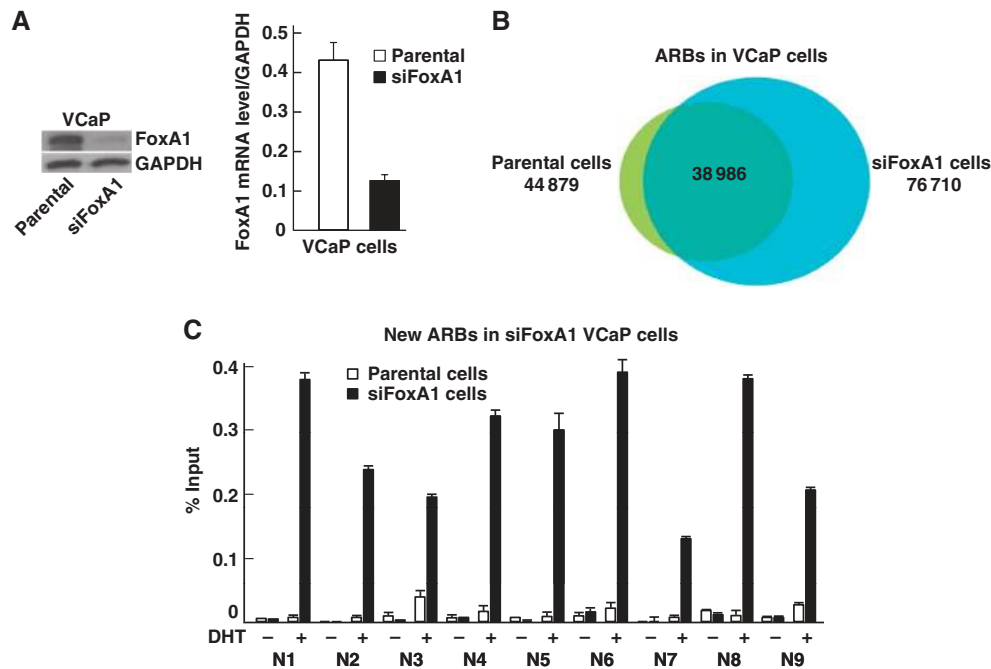 A
VCaP
FoxA1
GAPDH
Parental
siFoxA1
FoxA1 mRNA level/GAPDH
0.5
0.4
0.3
0.2
0.1
0
Parental
siFoxA1
VCaP cells
B
ARBs in VCaP cells
Parental cells
44 879
38 986
siFoxA1 cells
76 710
C
New ARBs in siFoxA1 VCaP cells
Parental cells
siFoxA1 cells
% Input
0.4
0.3
0.2
0.1
0
DHT − + − + − + − + − + − + − + − + − +
N1 N2 N3 N4 N5 N6 N7 N8 N9